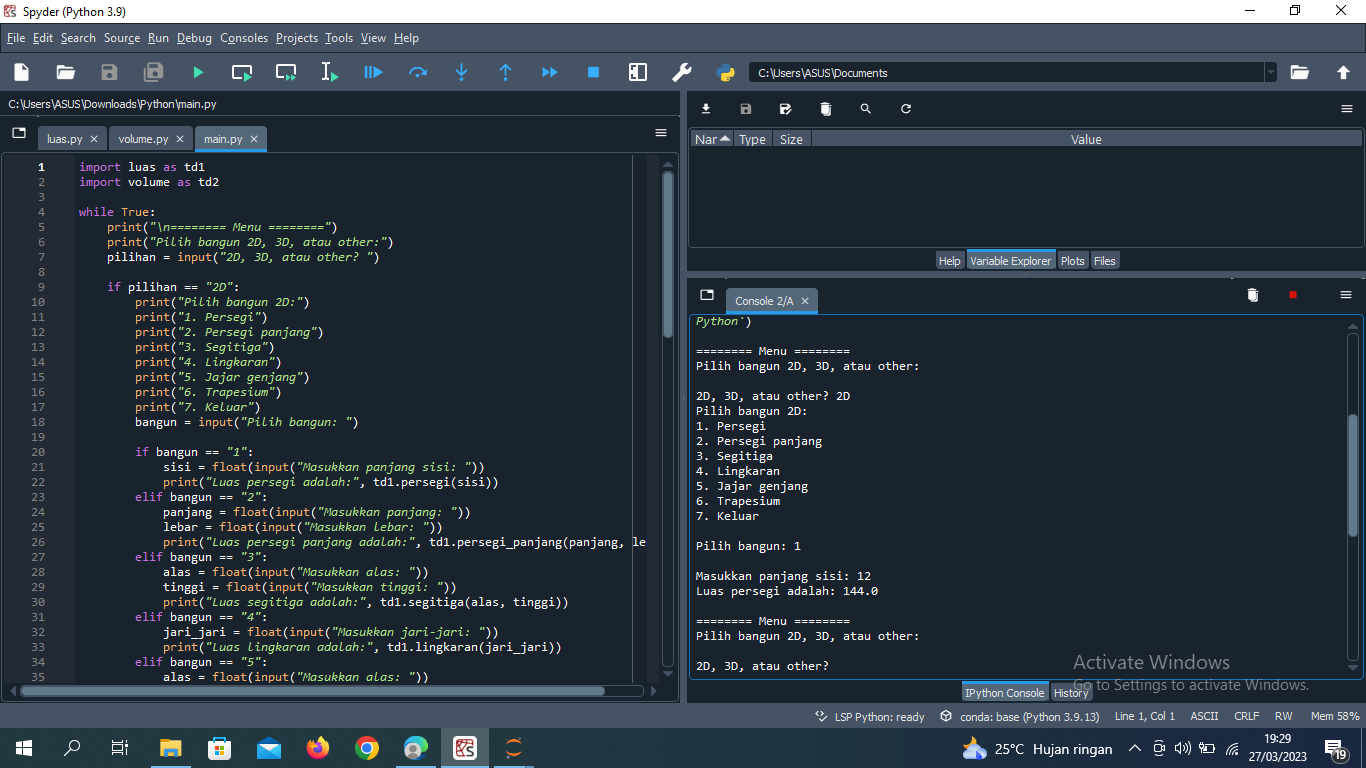 Spyder (Python 3.9)
File Edit Search Source Run Debug Consoles Projects Tools View Help
C:\Users\ASUS\Documents
C:\Users\ASUS\Downloads\Python\main.py
luas.py volume.py main.py
1 import luas as td1
2 import volume as td2
3
4 while True:
5 print("\n======== Menu ========")
6 print("Pilih bangun 2D, 3D, atau other:")
7 pilihan = input("2D, 3D, atau other? ")
8
9 if pilihan == "2D":
10 print("Pilih bangun 2D:")
11 print("1. Persegi")
12 print("2. Persegi panjang")
13 print("3. Segitiga")
14 print("4. Lingkaran")
15 print("5. Jajar genjang")
16 print("6. Trapesium")
17 print("7. Keluar")
18 bangun = input("Pilih bangun: ")
19
20 if bangun == "1":
21 sisi = float(input("Masukkan panjang sisi: "))
22 print("Luas persegi adalah:", td1.persegi(sisi))
23 elif bangun == "2":
24 panjang = float(input("Masukkan panjang: "))
25 lebar = float(input("Masukkan lebar: "))
26 print("Luas persegi panjang adalah:", td1.persegi_panjang(panjang, le
27 elif bangun == "3":
28 alas = float(input("Masukkan alas: "))
29 tinggi = float(input("Masukkan tinggi: "))
30 print("Luas segitiga adalah:", td1.segitiga(alas, tinggi))
31 elif bangun == "4":
32 jari_jari = float(input("Masukkan jari-jari: "))
33 print("Luas lingkaran adalah:", td1.lingkaran(jari_jari))
34 elif bangun == "5":
35 alas = float(input("Masukkan alas: "))
Nar Type Size Value
Help Variable Explorer Plots Files
Console 2/A
Python')
======== Menu ========
Pilih bangun 2D, 3D, atau other:
2D, 3D, atau other? 2D
Pilih bangun 2D:
1. Persegi
2. Persegi panjang
3. Segitiga
4. Lingkaran
5. Jajar genjang
6. Trapesium
7. Keluar
Pilih bangun: 1
Masukkan panjang sisi: 12
Luas persegi adalah: 144.0
======== Menu ========
Pilih bangun 2D, 3D, atau other:
2D, 3D, atau other?
Activate Windows
Go to Settings to activate Windows.
IPython Console History
LSP Python: ready conda: base (Python 3.9.13) Line 1, Col 1 ASCII CRLF RW Mem 58%
25°C Hujan ringan
19:29
27/03/2023
19